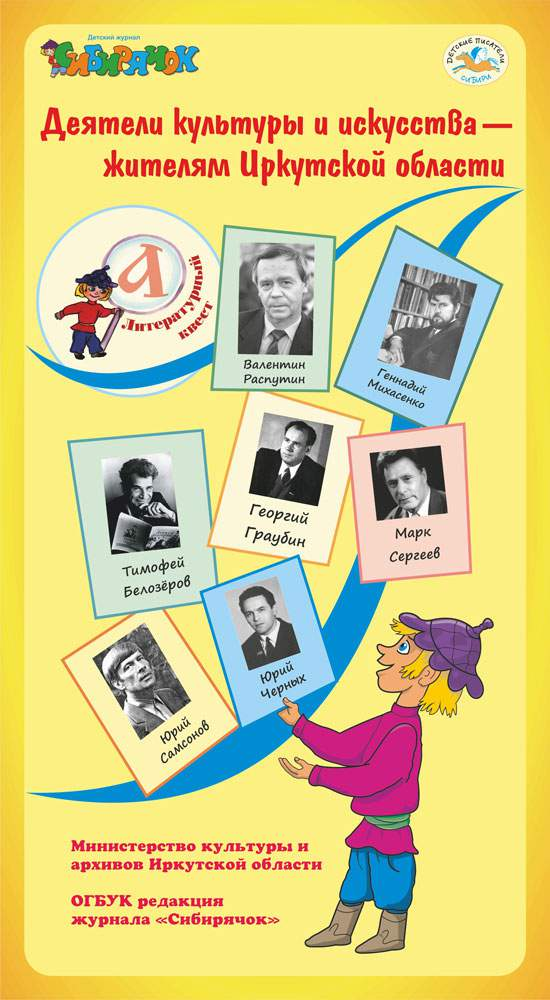 Детский журнал
СИБИРЯЧОК
ДЕТСКИЕ ПИСАТЕЛИ
СИБИРИ
Деятели культуры и искусства —
жителям Иркутской области
а
Литературный
квест
Валентин
Распутин
Геннадий
Михасенко
Георгий
Граубин
Марк
Сергеев
Тимофей
Белозёров
Юрий
Черных
Юрий
Самсонов
Министерство культуры и
архивов Иркутской области
ОГБУК редакция
журнала «Сибирячок»